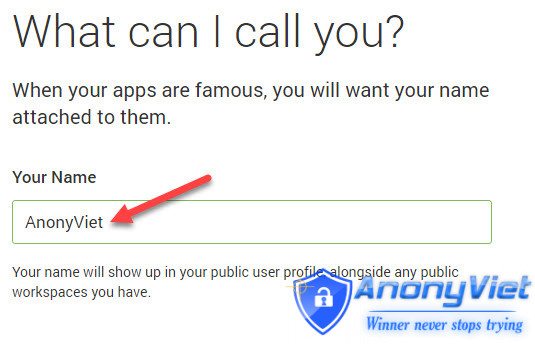 What can I call you?
When your apps are famous, you will want your name
attached to them.
Your Name
AnonyViet
Your name will show up in your public user profile, alongside any public
workspaces you have.
AnonyViet
Winner never stops trying